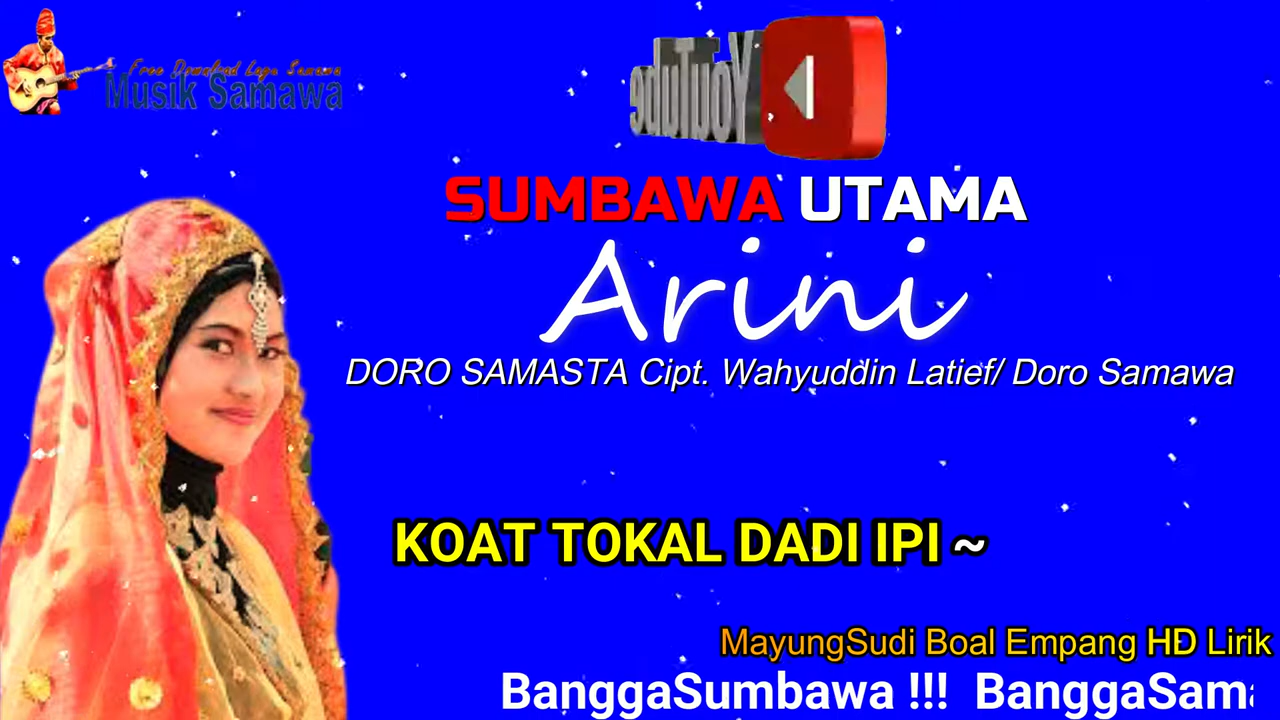 Free Download Lagu Samawa
Musik Samawa
YouTube
SUMBAWA UTAMA
Arini
DORO SAMASTA Cipt. Wahyuddin Latief/ Doro Samawa
KOAT TOKAL DADI IPI ~
MayungSudi Boal Empang HD Lirik
BanggaSumbawa !!! BanggaSama